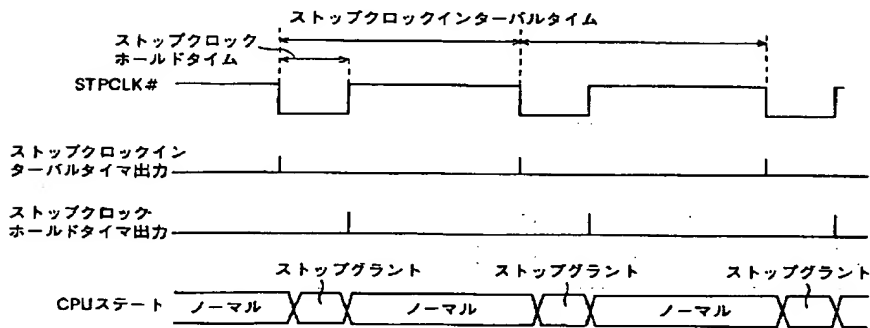 ストップクロックインターバルタイム
ストップクロック
ホールドタイム
STPCLK#
ストップクロックイン
ターバルタイマ出力
ストップクロック
ホールドタイマ出力
ストップグラント
ストップグラント
ストップグラント
CPUステート
ノーマル
ノーマル
ノーマル